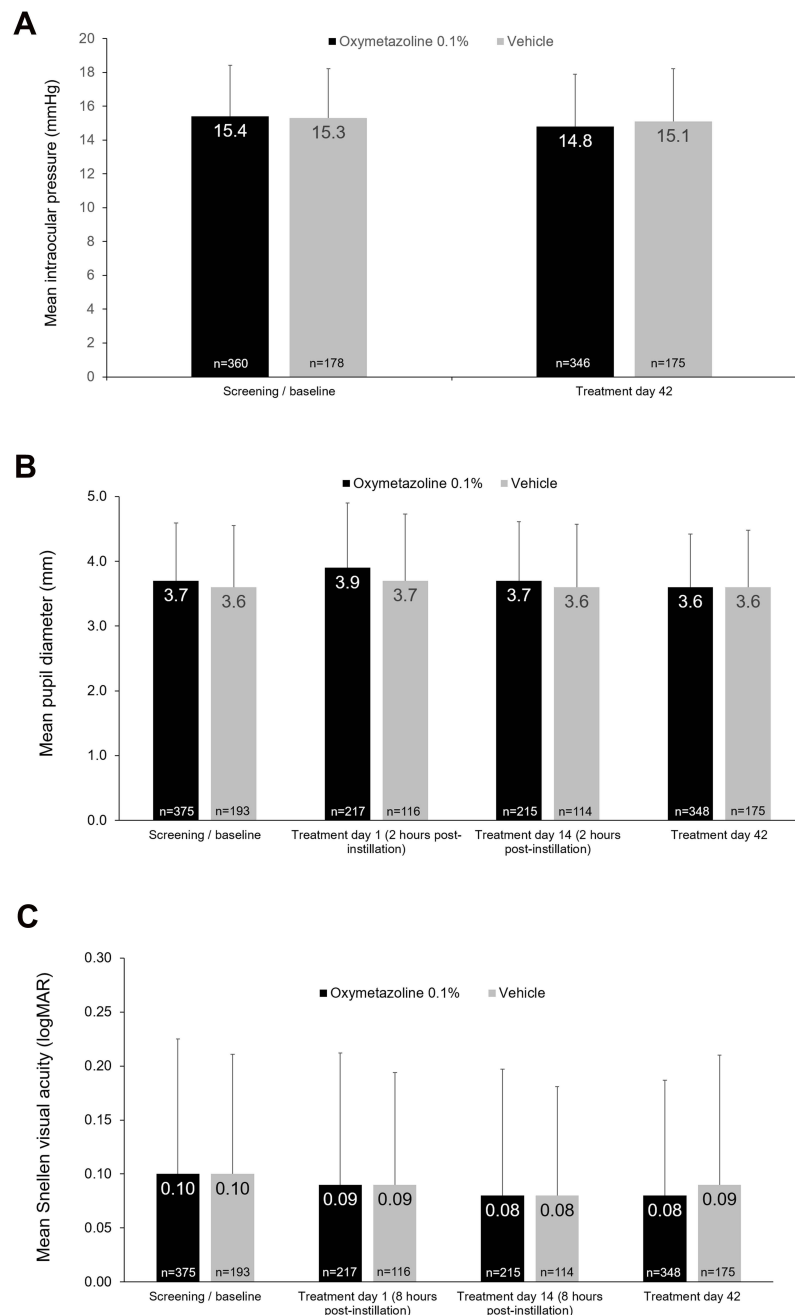 A
Oxymetazoline 0.1% Vehicle
Mean intraocular pressure (mmHg)
20
18
16
14
12
10
8
6
4
2
0
15.4 15.3 14.8 15.1
n=360 n=178 n=346 n=175
Screening / baseline Treatment day 42
B
Oxymetazoline 0.1% Vehicle
Mean pupil diameter (mm)
5.0
4.0
3.0
2.0
1.0
0.0
3.7 3.6 3.9 3.7 3.7 3.6 3.6 3.6
n=375 n=193 n=217 n=116 n=215 n=114 n=348 n=175
Screening / baseline
Treatment day 1 (2 hours post-
instillation)
Treatment day 14 (2 hours
post-instillation)
Treatment day 42
C
Oxymetazoline 0.1% Vehicle
Mean Snellen visual acuity (logMAR)
0.30
0.25
0.20
0.15
0.10
0.05
0.00
0.10 0.10 0.09 0.09 0.08 0.08 0.08 0.09
n=375 n=193 n=217 n=116 n=215 n=114 n=348 n=175
Screening / baseline
Treatment day 1 (8 hours
post-instillation)
Treatment day 14 (8 hours
post-instillation)
Treatment day 42